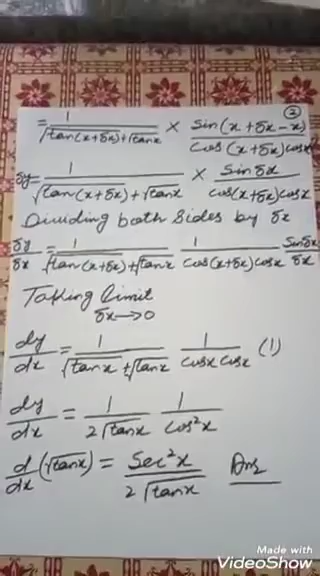 ②
= 1/(√tan(x+δx)+√tanx) × sin(x+δx-x)/(cos(x+δx)cosx)
δy= 1/(√tan(x+δx)+√tanx) × sinδx/(cos(x+δx)cosx)
Dividing both sides by δx
δy/δx = 1/(√tan(x+δx)+√tanx) 1/(cos(x+δx)cosx) sinδx/δx
Taking limit
δx→0
dy/dx = 1/(√tanx+√tanx) 1/(cosx cosx) (1)
dy/dx = 1/(2√tanx) 1/cos²x
d/dx(√tanx) = Sec²x/(2√tanx) Ans
Made with
VideoShow